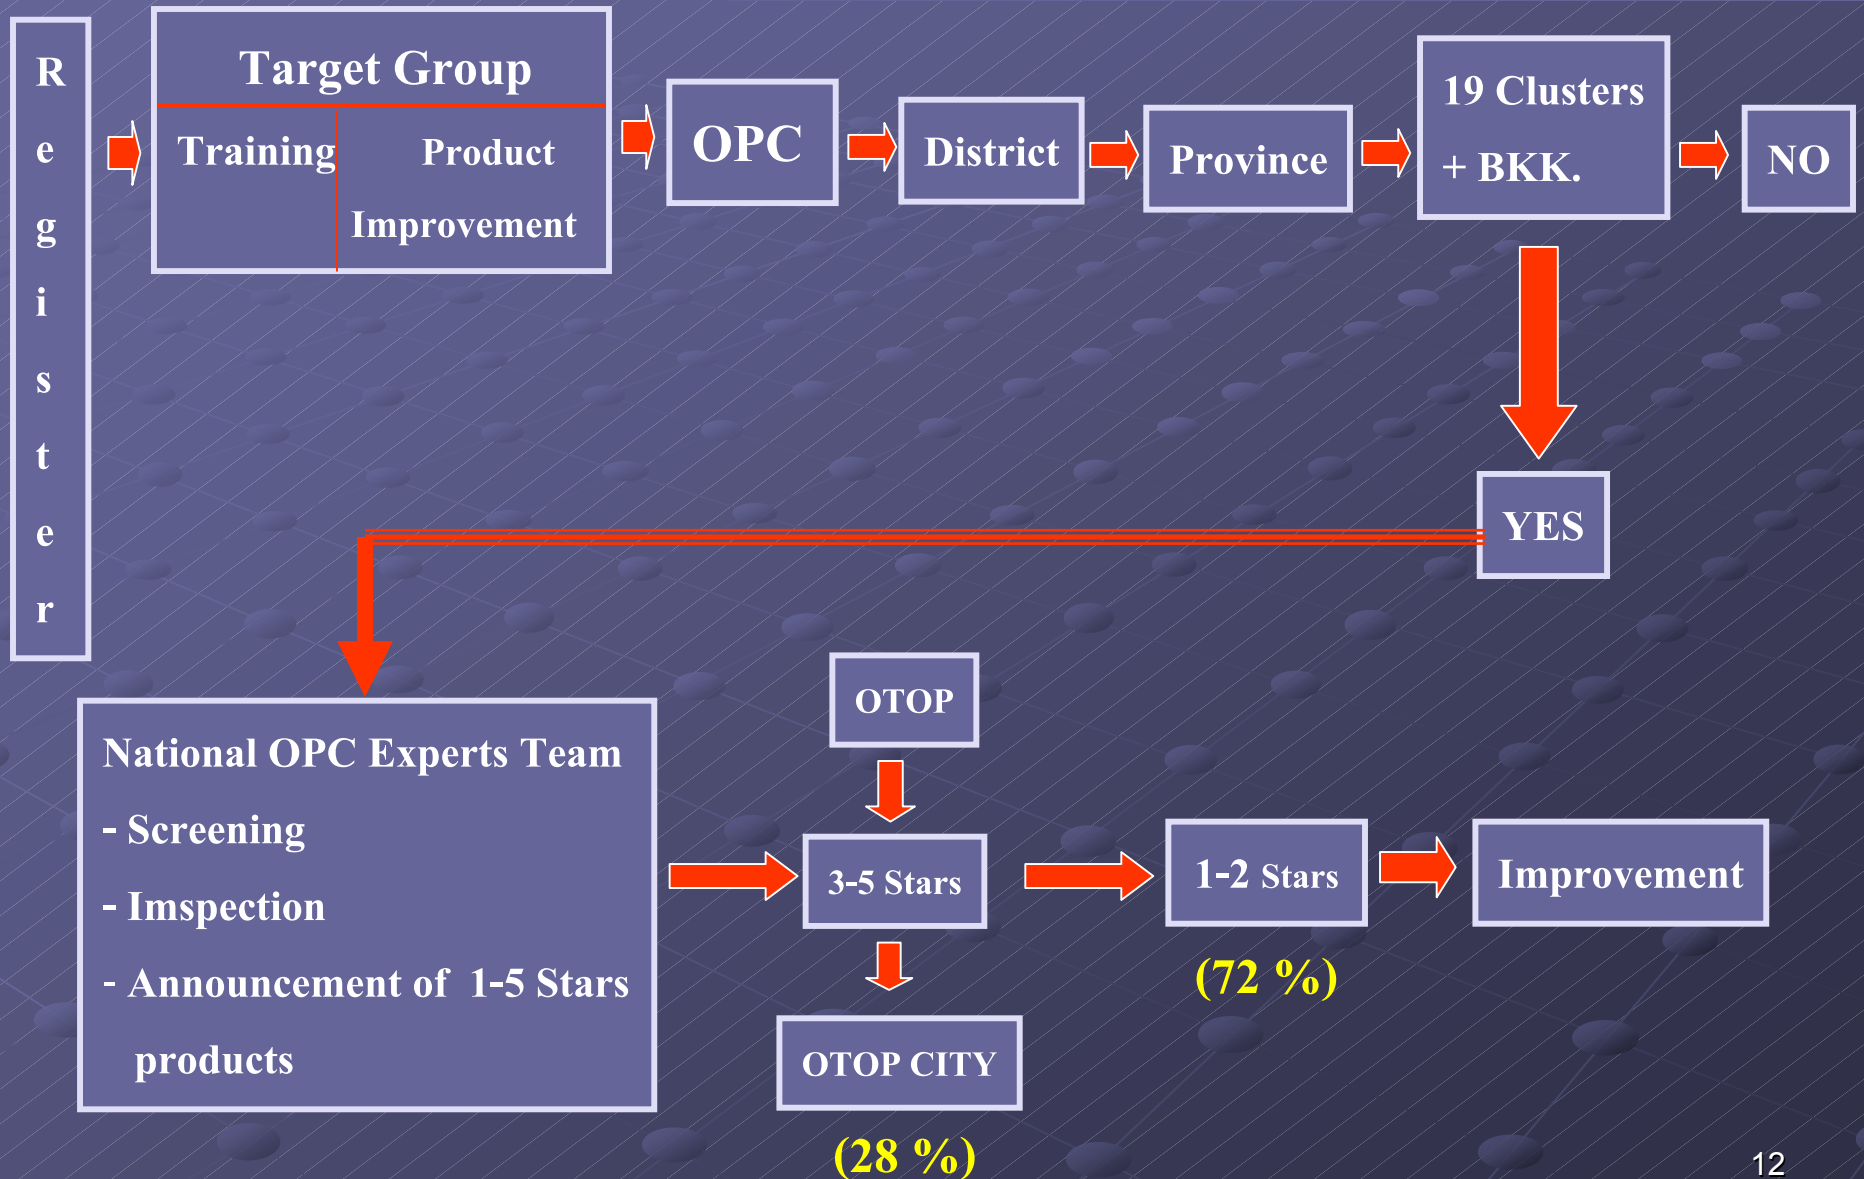 Register
Target Group
Training
Product
Improvement
OPC
District
Province
19 Clusters
+ BKK.
NO
YES
National OPC Experts Team
- Screening
- Imspection
- Announcement of 1-5 Stars
products
OTOP
3-5 Stars
1-2 Stars
Improvement
(72 %)
OTOP CITY
(28 %)
12